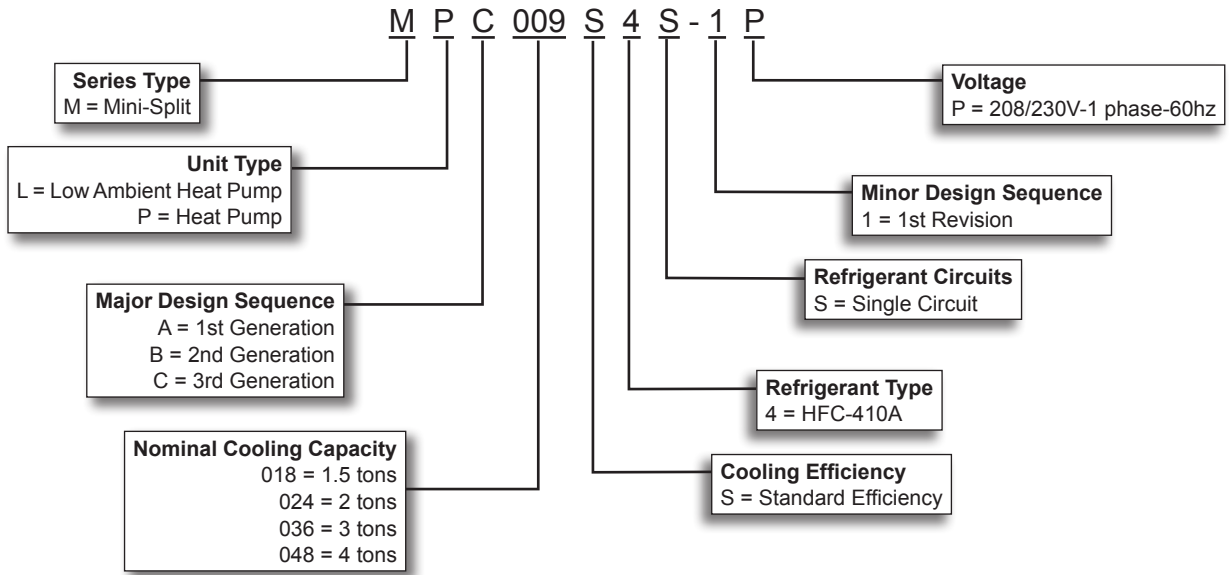 M P C 009 S 4 S - 1 P
Series Type
M = Mini-Split
Unit Type
L = Low Ambient Heat Pump
P = Heat Pump
Major Design Sequence
A = 1st Generation
B = 2nd Generation
C = 3rd Generation
Nominal Cooling Capacity
018 = 1.5 tons
024 = 2 tons
036 = 3 tons
048 = 4 tons
Voltage
P = 208/230V-1 phase-60hz
Minor Design Sequence
1 = 1st Revision
Refrigerant Circuits
S = Single Circuit
Refrigerant Type
4 = HFC-410A
Cooling Efficiency
S = Standard Efficiency